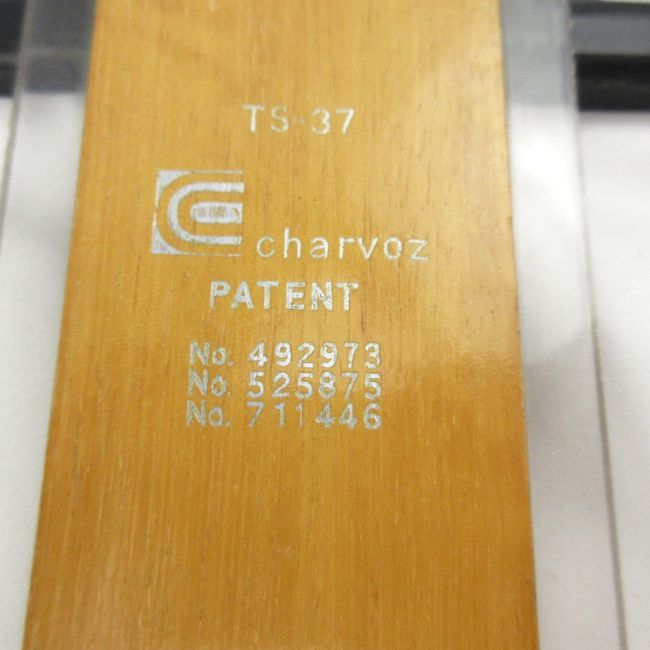 TS-37
charvoz
PATENT
No. 492973
No. 525875
No. 711446